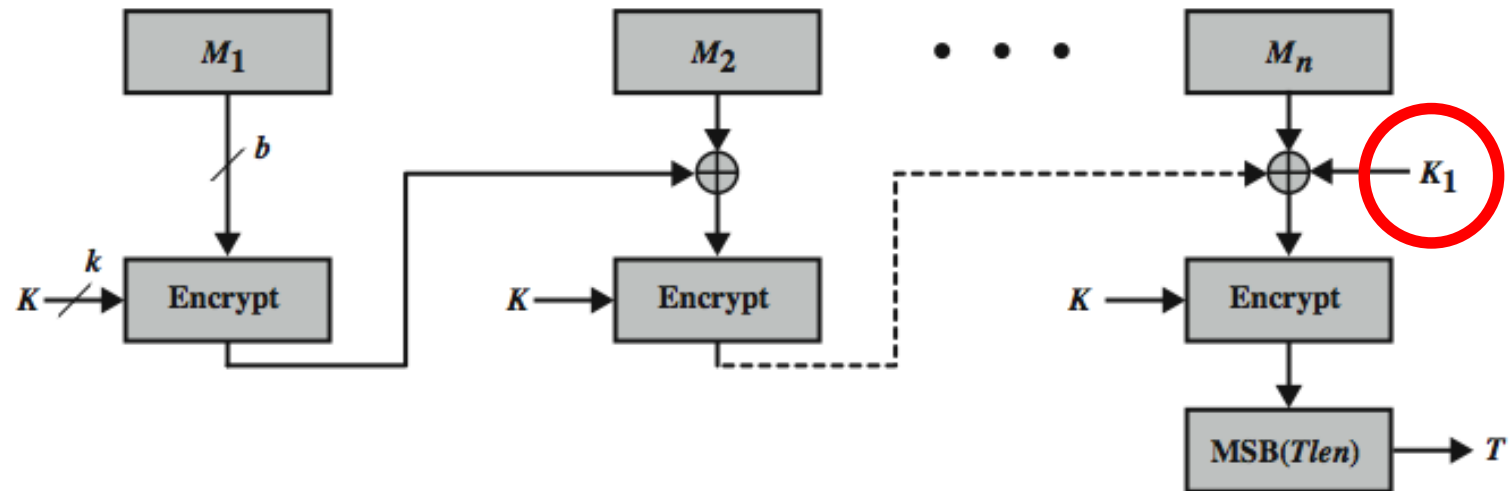 M1 M2 • • • Mn
b
K1
k
K Encrypt K Encrypt K Encrypt
MSB(Tlen) T